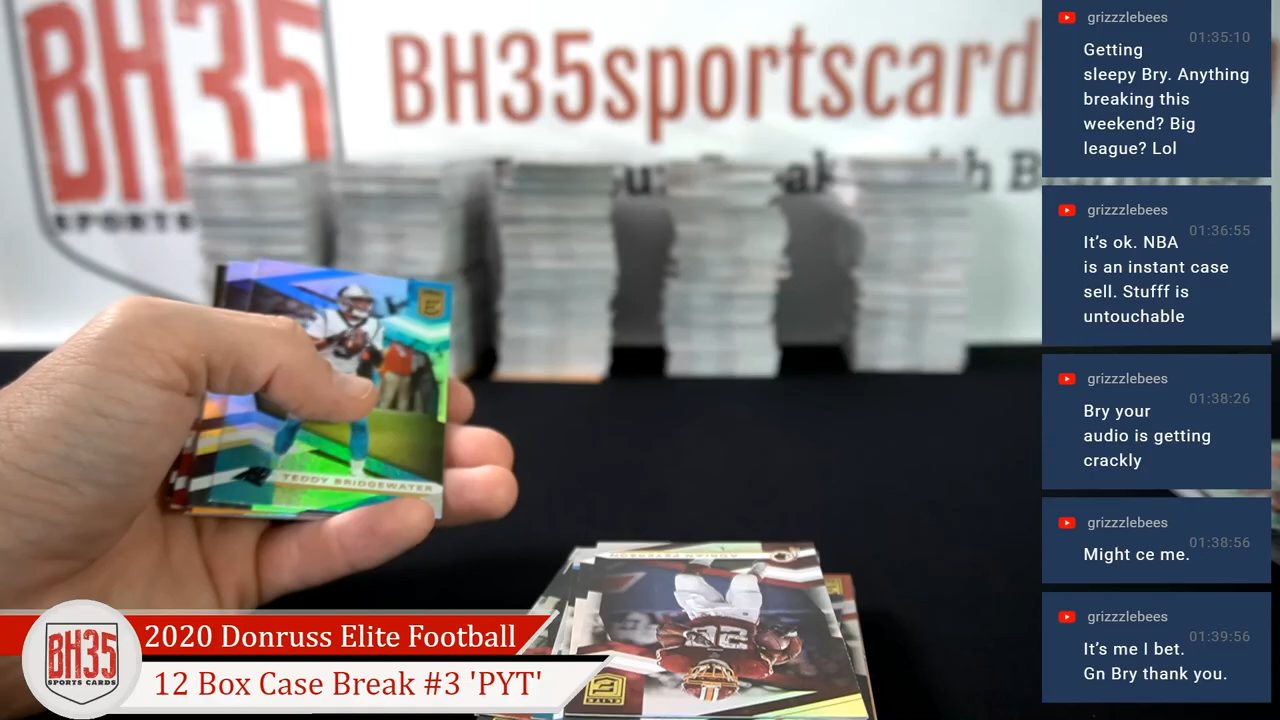 BH35
SPORTS
BH35sportscard
TEDDY BRIDGEWATER
ADRIAN PETERSON
ELITE
BH35
SPORTS CARDS
2020 Donruss Elite Football
12 Box Case Break #3 'PYT'
grizzzlebees
01:35:10
Getting
sleepy Bry. Anything
breaking this
weekend? Big
league? Lol
grizzzlebees
01:36:55
It's ok. NBA
is an instant case
sell. Stufff is
untouchable
grizzzlebees
01:38:26
Bry your
audio is getting
crackly
grizzzlebees
01:38:56
Might ce me.
grizzzlebees
01:39:56
It's me I bet.
Gn Bry thank you.